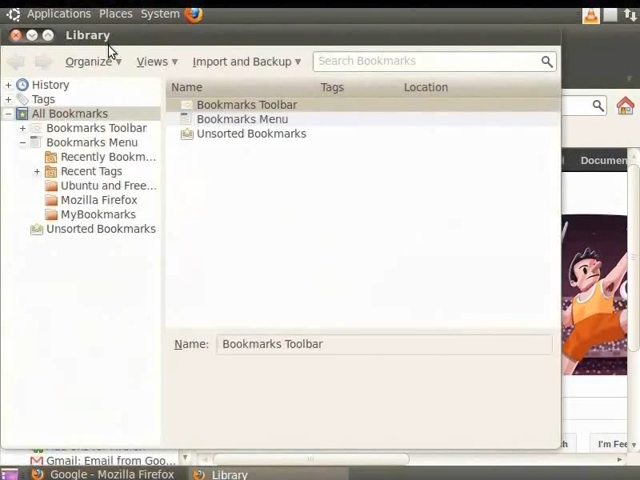 Applications Places System
Library
Organize Views Import and Backup Search Bookmarks
Name Tags Location
History
Tags
All Bookmarks
Bookmarks Toolbar
Bookmarks Menu
Recently Bookm...
Recent Tags
Ubuntu and Free...
Mozilla Firefox
MyBookmarks
Unsorted Bookmarks
Bookmarks Toolbar
Bookmarks Menu
Unsorted Bookmarks
Name: Bookmarks Toolbar
Documen
I'm Fee
Gmail: Email from Goo...
Google - Mozilla Firefox Library